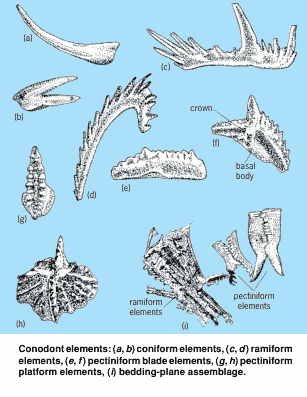 (a)
(b)
(c)
crown
(f)
basal
body
(d)
(e)
(g)
ramiform
elements
pectiniform
elements
(h)
(i)
Conodont elements: (a, b) coniform elements, (c, d) ramiform
elements, (e, f) pectiniform blade elements, (g, h) pectiniform
platform elements, (i) bedding-plane assemblage.